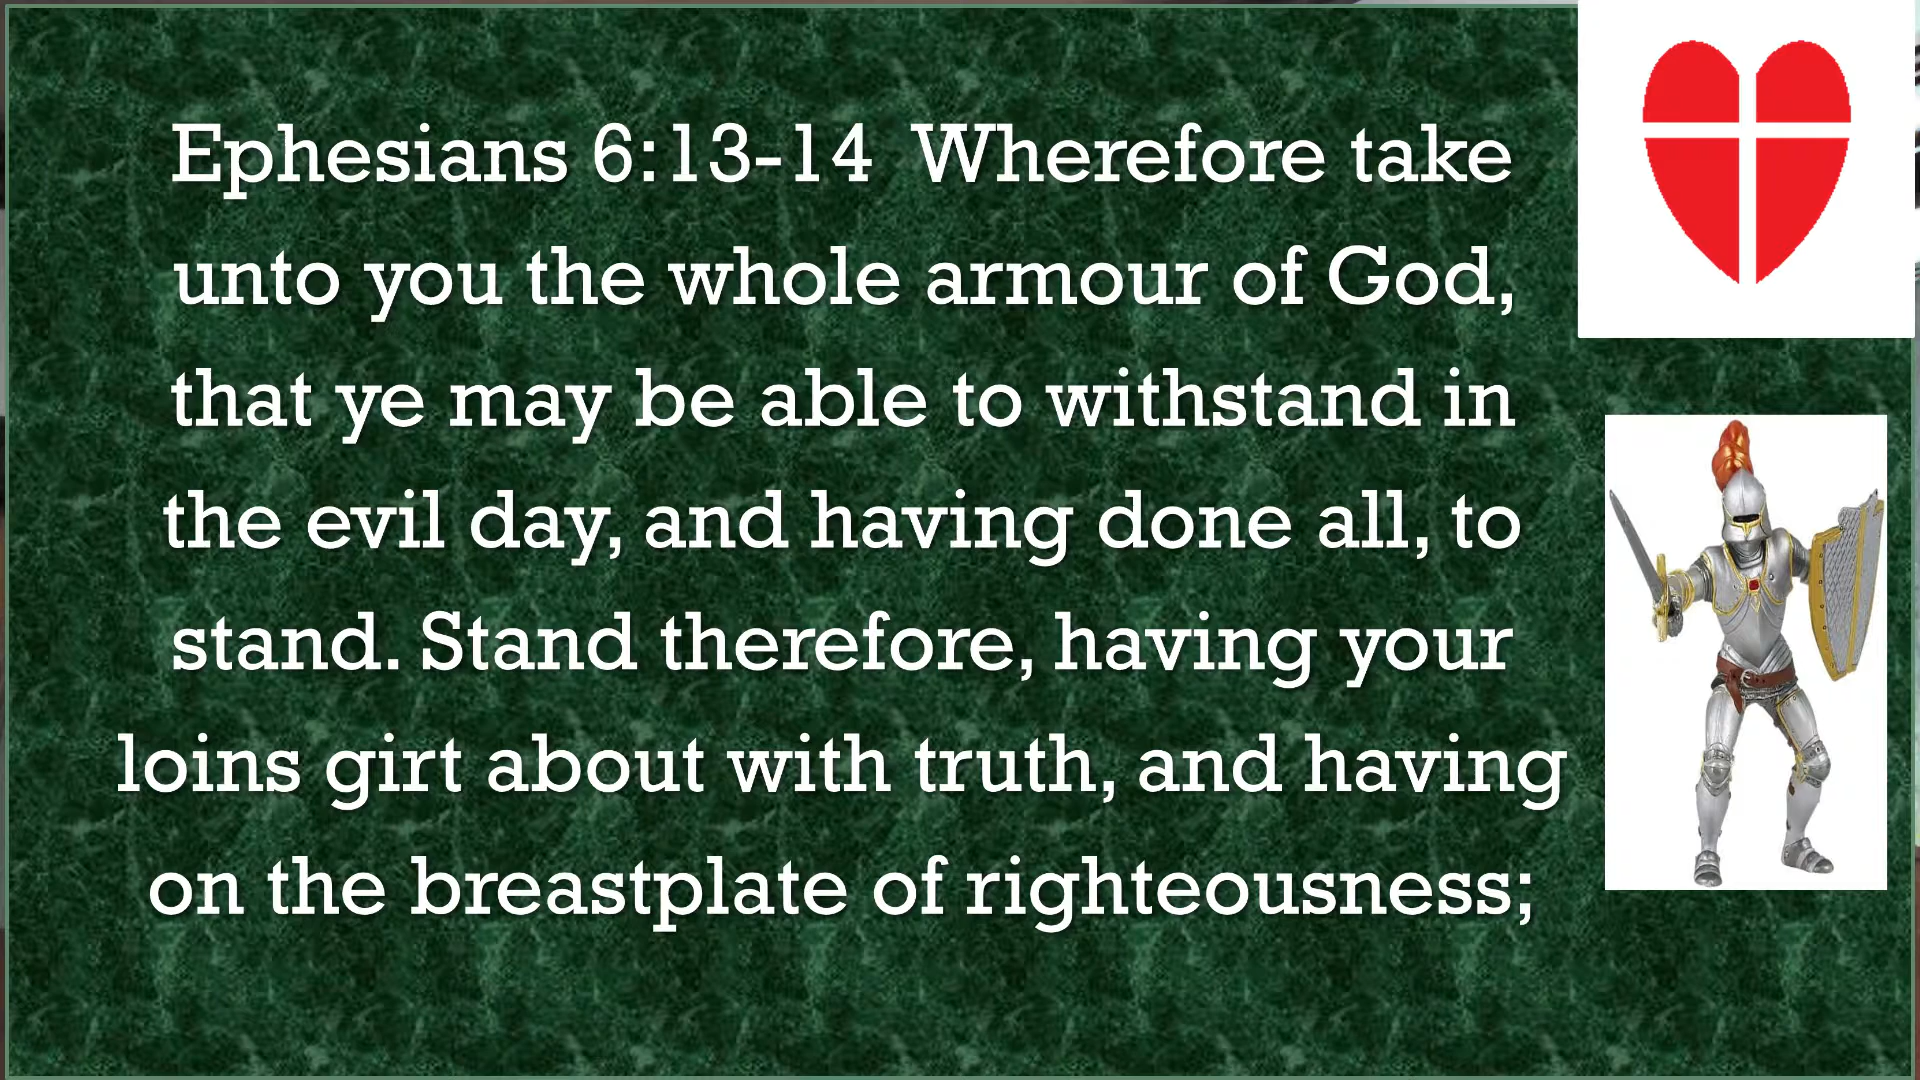 Ephesians 6:13-14  Wherefore take
unto you the whole armour of God,
that ye may be able to withstand in
the evil day, and having done all, to
stand. Stand therefore, having your
loins girt about with truth, and having
on the breastplate of righteousness;